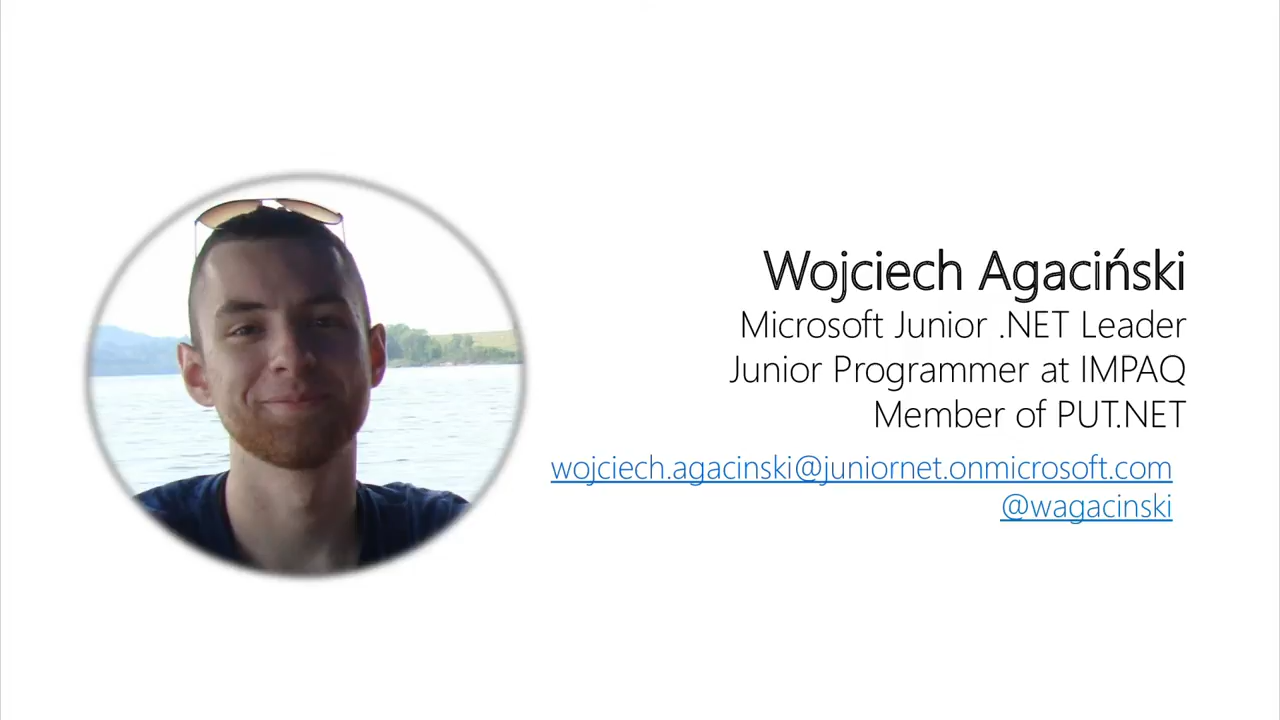 Wojciech Agaciński
Microsoft Junior .NET Leader
Junior Programmer at IMPAQ
Member of PUT.NET
wojciech.agacinski@juniornet.onmicrosoft.com
@wagacinski